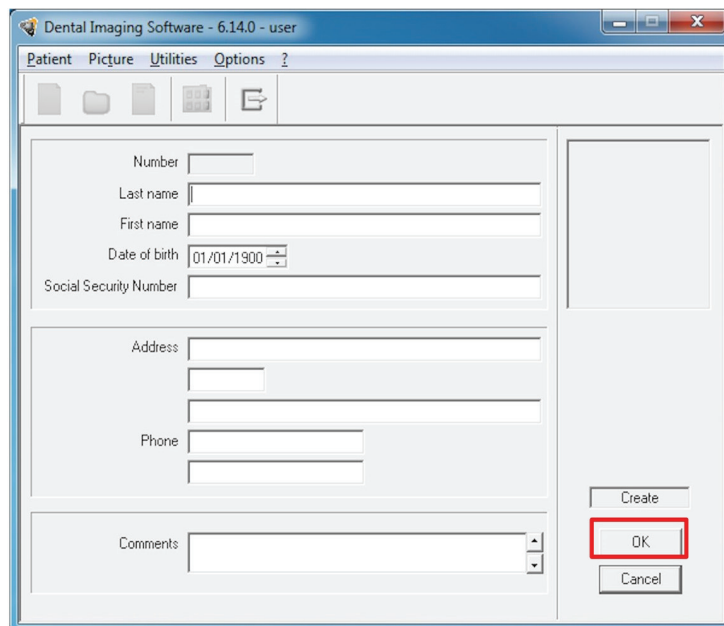 Dental Imaging Software - 6.14.0 - user
Patient Picture Utilities Options ?
Number
Last name
First name
Date of birth 01/01/1900
Social Security Number
Address
Phone
Comments
Create
OK
Cancel